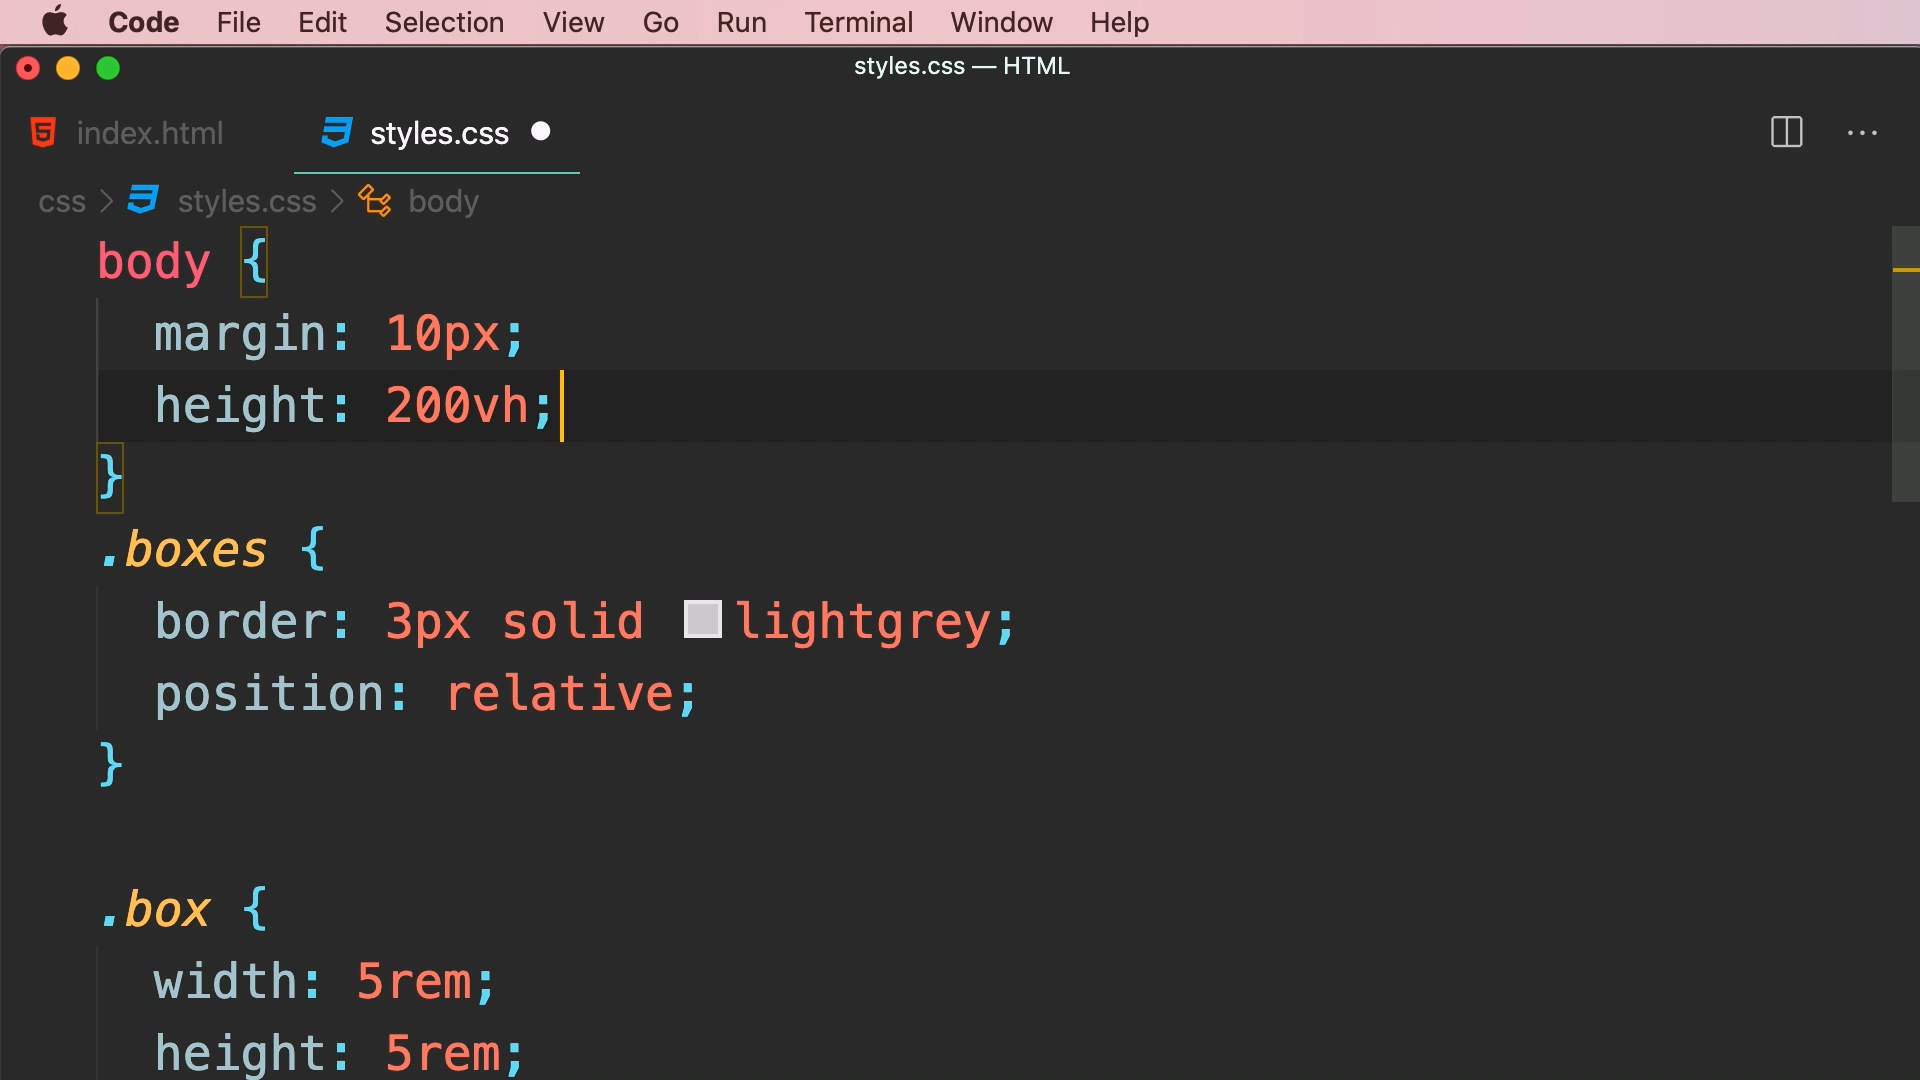 Code File Edit Selection View Go Run Terminal Window Help
styles.css — HTML
index.html styles.css
css > styles.css > body
body {
  margin: 10px;
  height: 200vh;
}
.boxes {
  border: 3px solid lightgrey;
  position: relative;
}
.box {
  width: 5rem;
  height: 5rem;